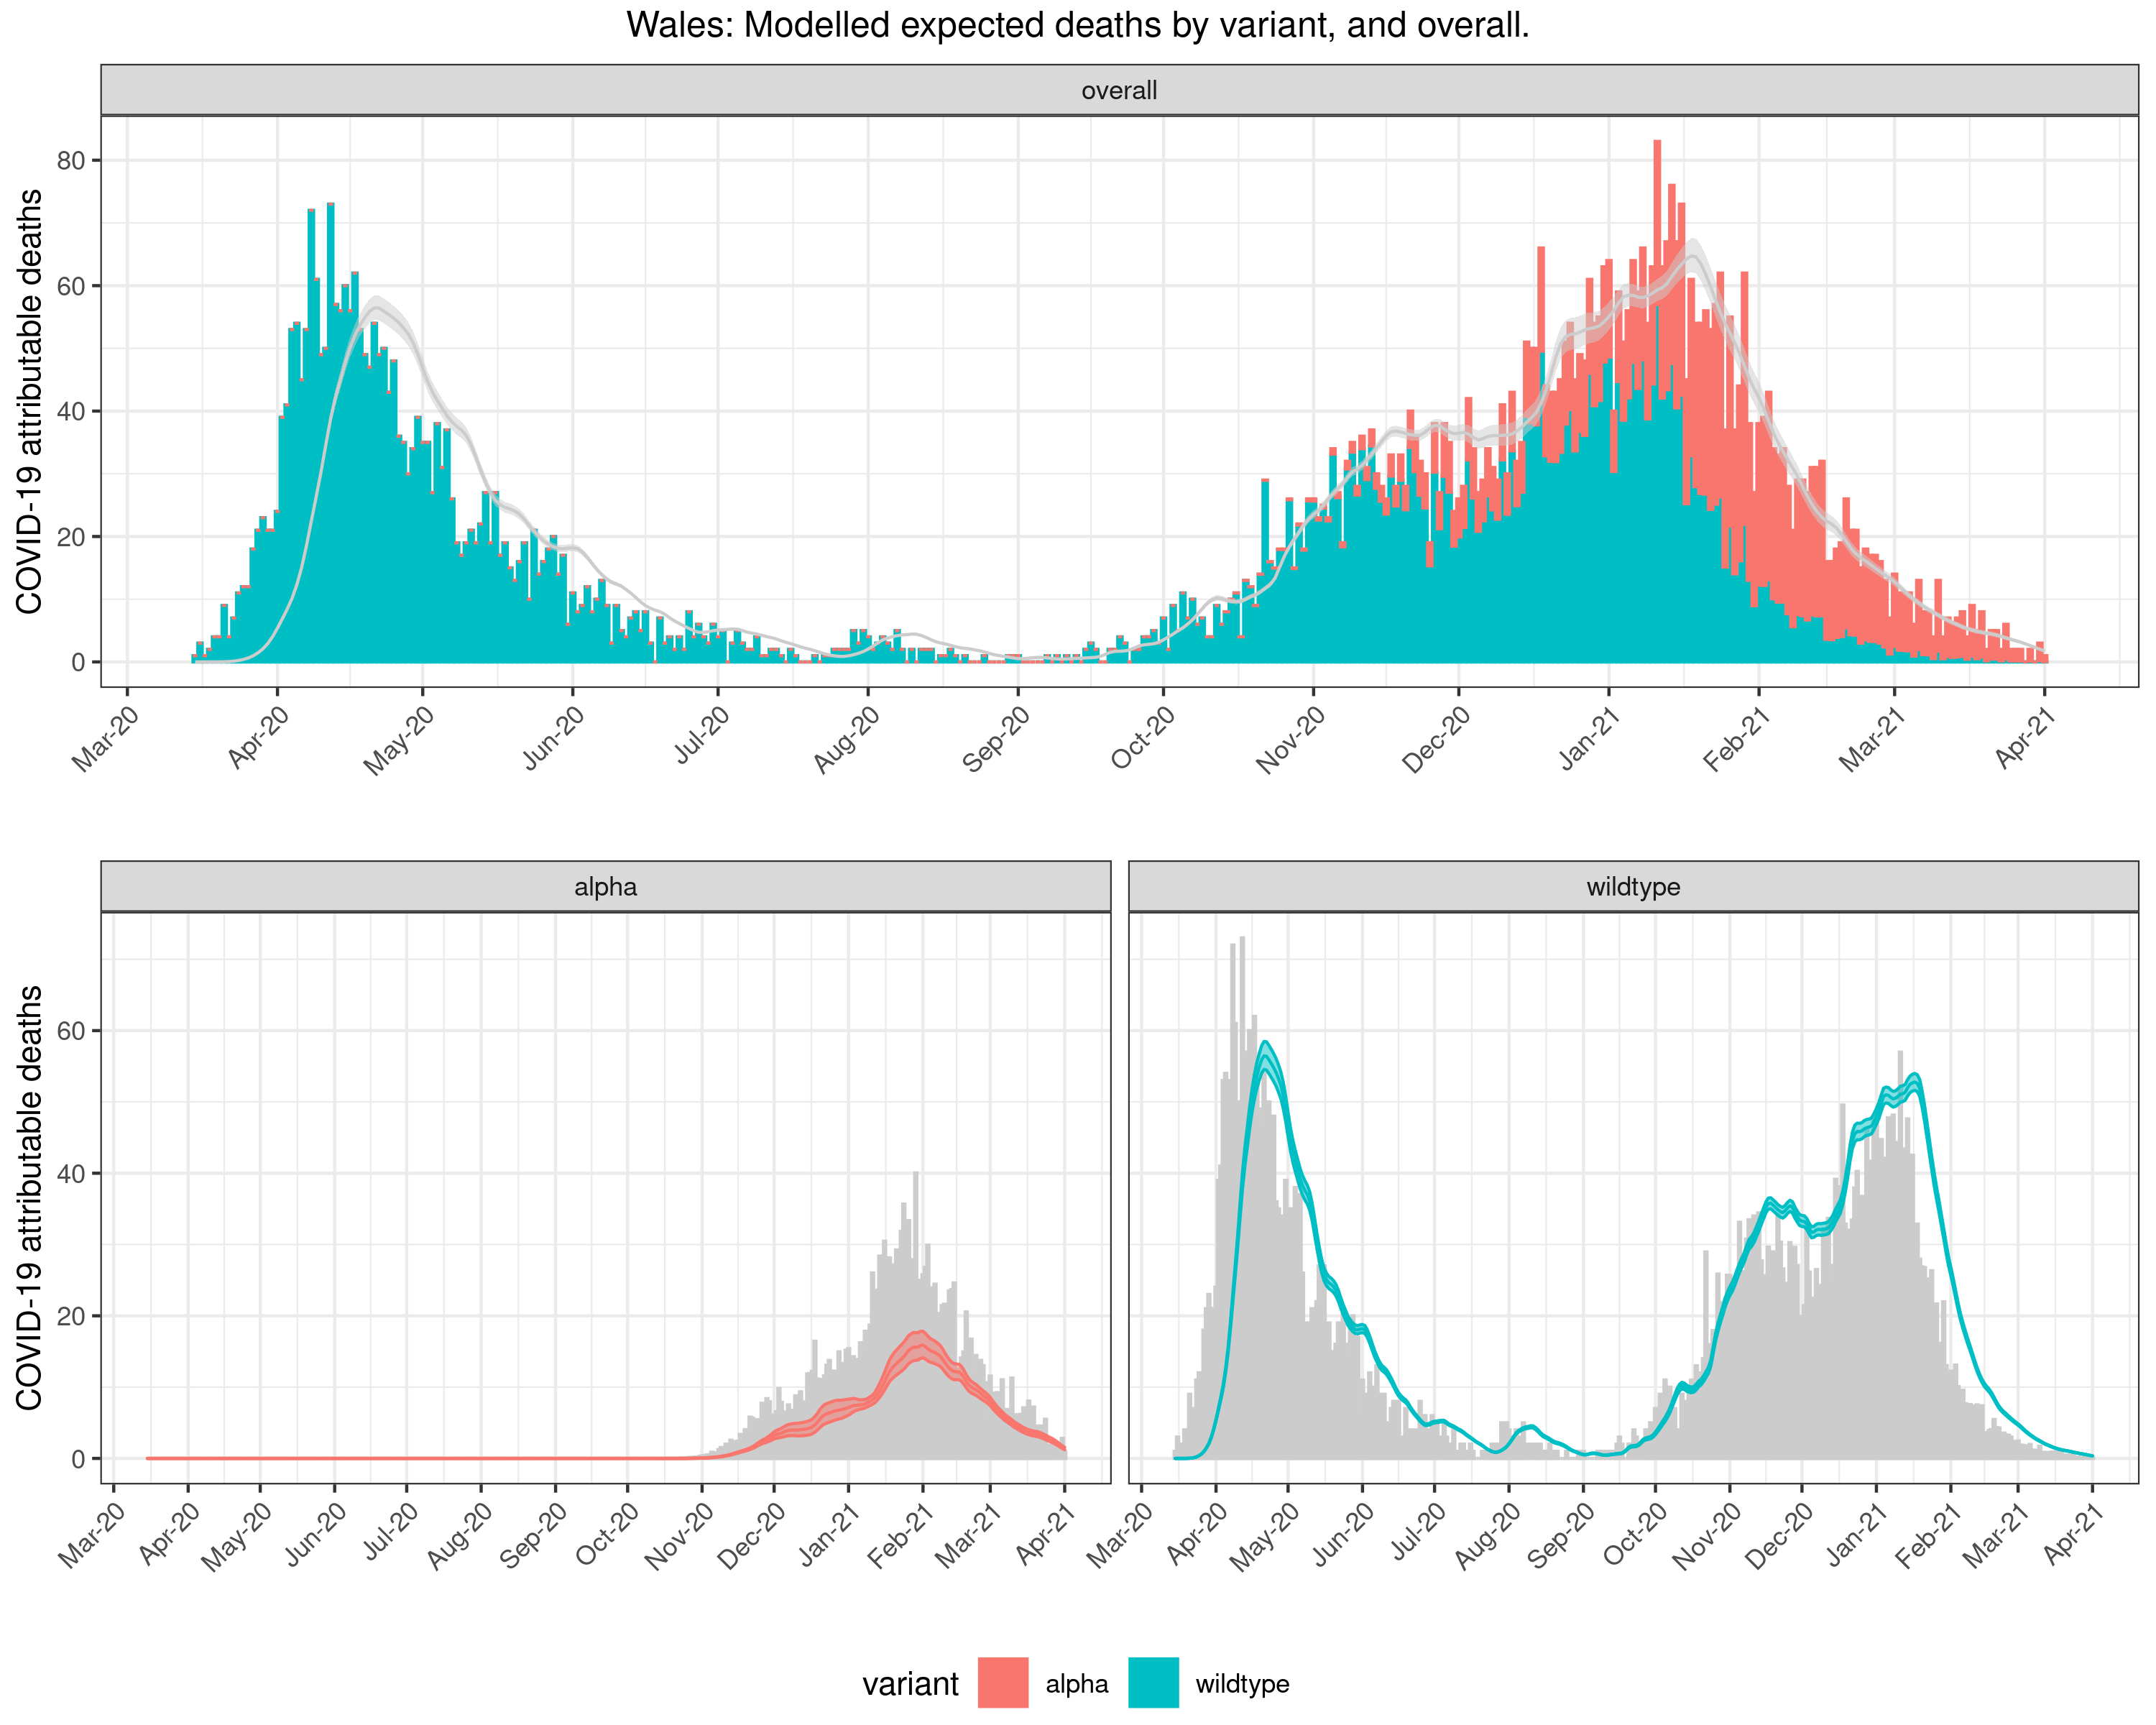 Wales: Modelled expected deaths by variant, and overall.
overall
COVID-19 attributable deaths
80
60
40
20
0
Mar-20 Apr-20 May-20 Jun-20 Jul-20 Aug-20 Sep-20 Oct-20 Nov-20 Dec-20 Jan-21 Feb-21 Mar-21 Apr-21
alpha wildtype
COVID-19 attributable deaths
60
40
20
0
Mar-20 Apr-20 May-20 Jun-20 Jul-20 Aug-20 Sep-20 Oct-20 Nov-20 Dec-20 Jan-21 Feb-21 Mar-21 Apr-21
Mar-20 Apr-20 May-20 Jun-20 Jul-20 Aug-20 Sep-20 Oct-20 Nov-20 Dec-20 Jan-21 Feb-21 Mar-21 Apr-21
variant alpha wildtype